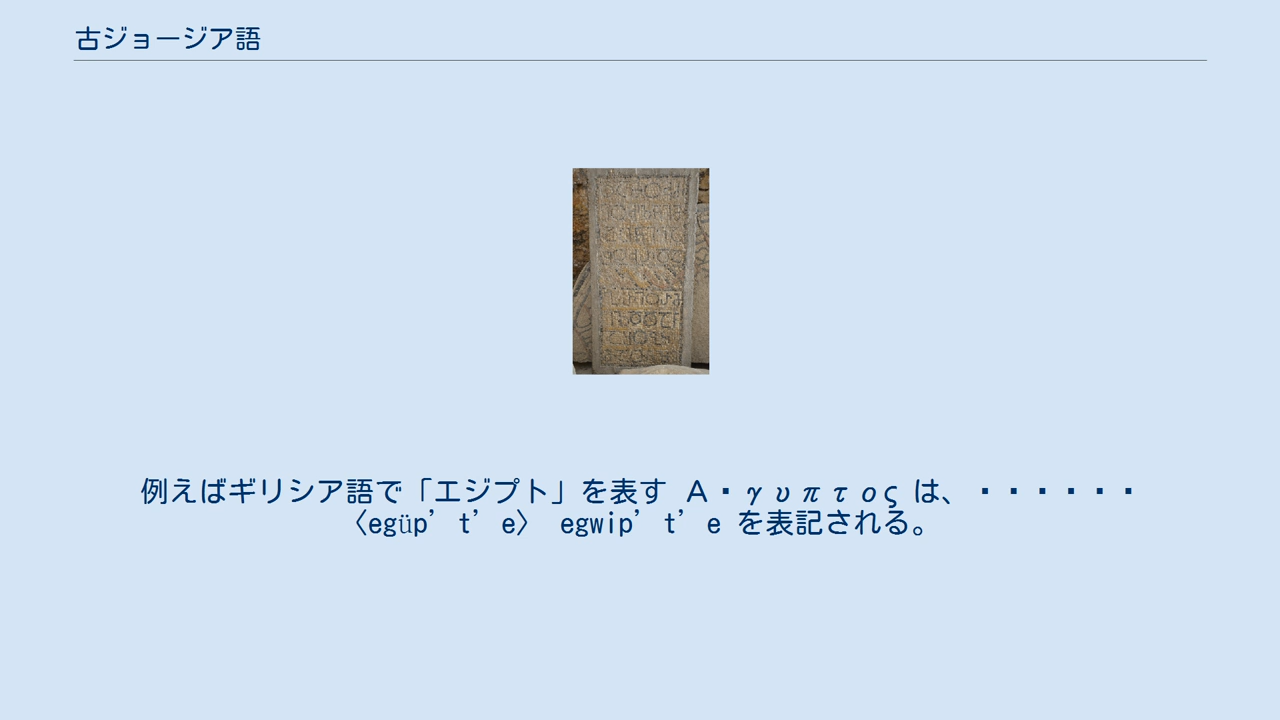 古ジョージア語
例えばギリシア語で「エジプト」を表す Α・γυπτος は、・・・・・・
〈egüp’t’e〉 egwip’t’e を表記される。